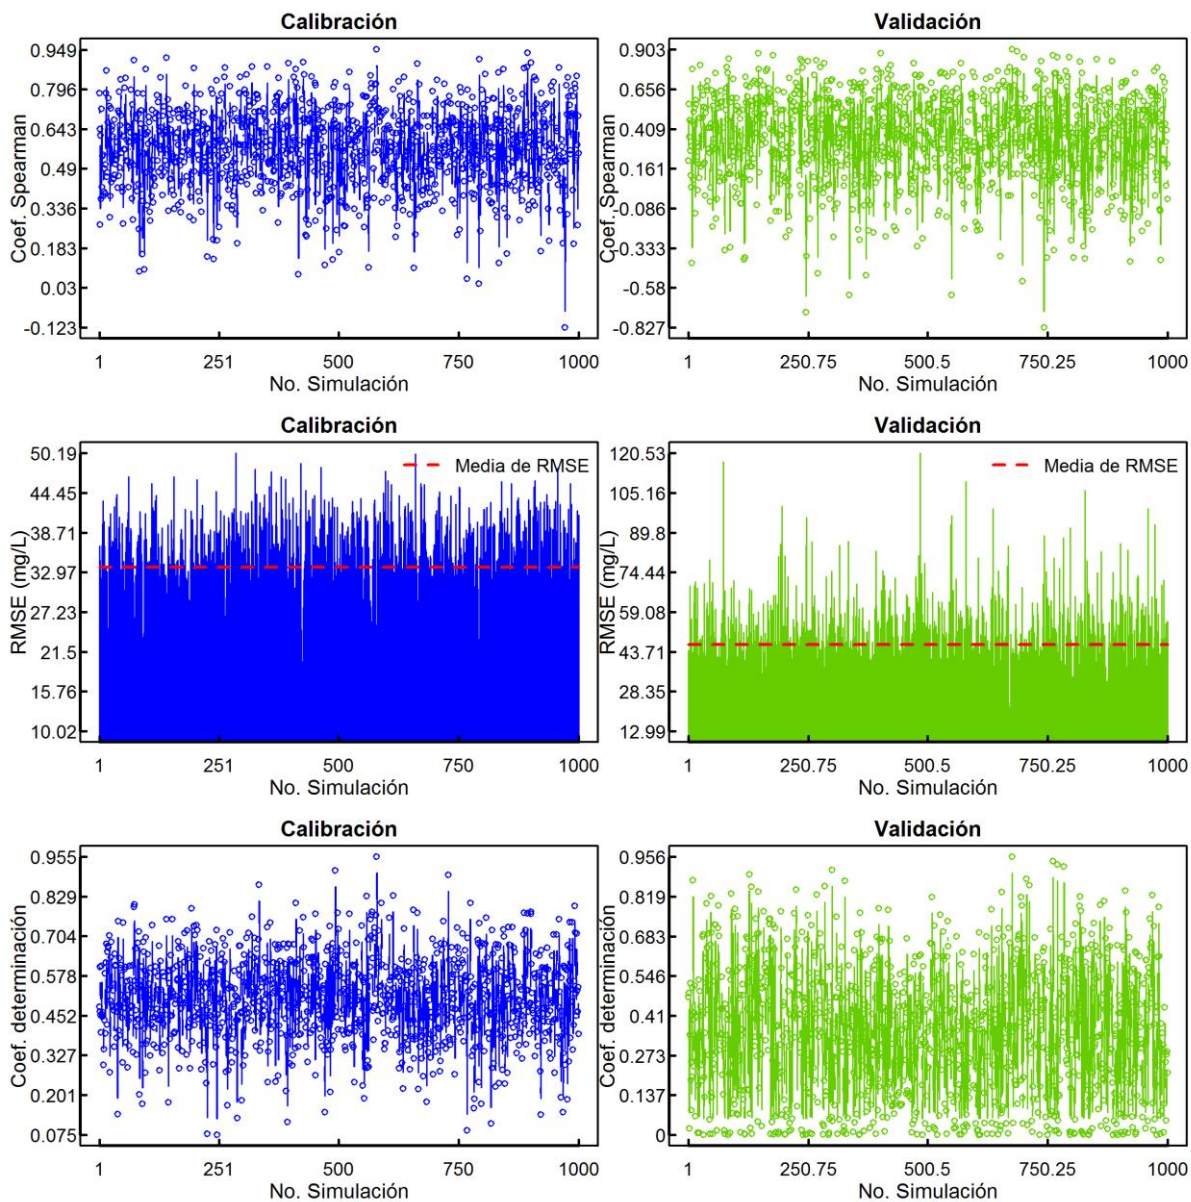 Calibración
0.949
0.796
0.643
0.49
0.336
0.183
0.03
-0.123
Coef. Spearman
1 251 500 750 1000
No. Simulación
Validación
0.903
0.656
0.409
0.161
-0.086
-0.333
-0.58
-0.827
Coef. Spearman
1 250.75 500.5 750.25 1000
No. Simulación
Calibración
50.19
44.45
38.71
32.97
27.23
21.5
15.76
10.02
RMSE (mg/L)
Media de RMSE
1 251 500 750 1000
No. Simulación
Validación
120.53
105.16
89.8
74.44
59.08
43.71
28.35
12.99
RMSE (mg/L)
Media de RMSE
1 250.75 500.5 750.25 1000
No. Simulación
Calibración
0.955
0.829
0.704
0.578
0.452
0.327
0.201
0.075
Coef. determinación
1 251 500 750 1000
No. Simulación
Validación
0.956
0.819
0.683
0.546
0.41
0.273
0.137
0
Coef. determinación
1 250.75 500.5 750.25 1000
No. Simulación